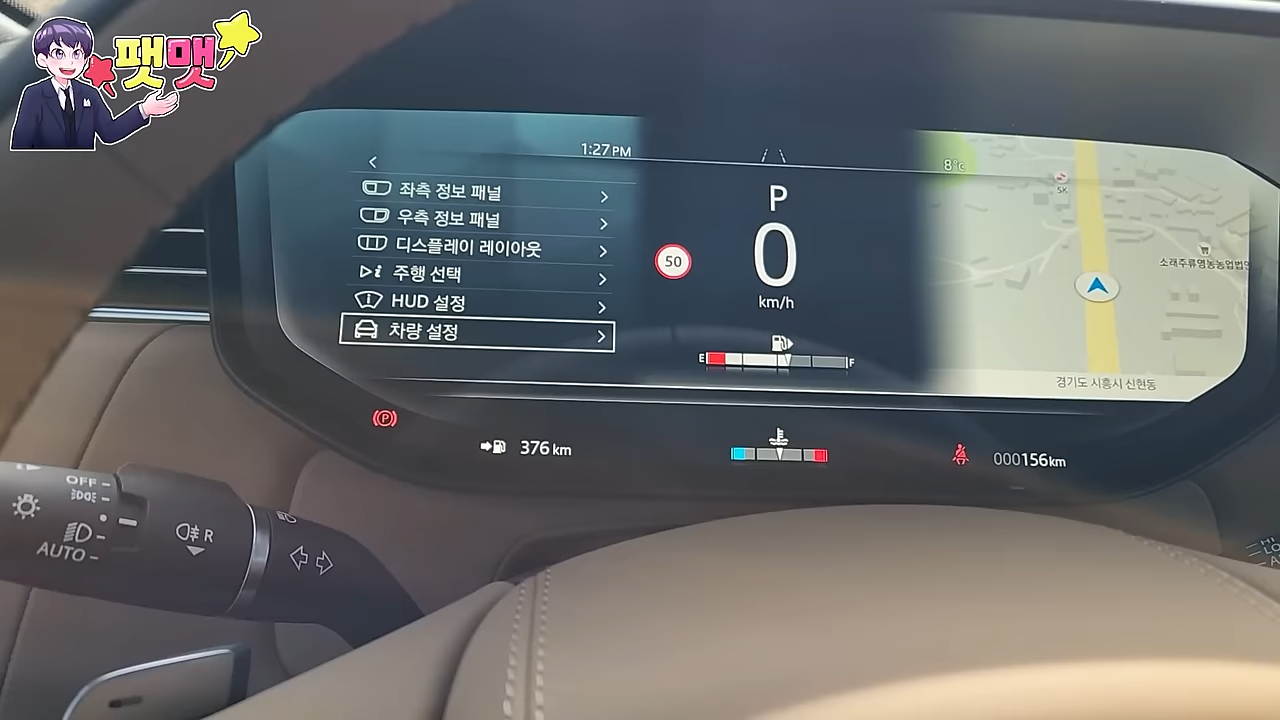 팻맷
1:27 PM
8°C
좌측 정보 패널
우측 정보 패널
디스플레이 레이아웃
주행 선택
HUD 설정
차량 설정
50
P
0
km/h
E
F
SK
소래주류영농농업법인
경기도 시흥시 신현동
P
376 km
000156km
OFF
AUTO
R
HI
LO